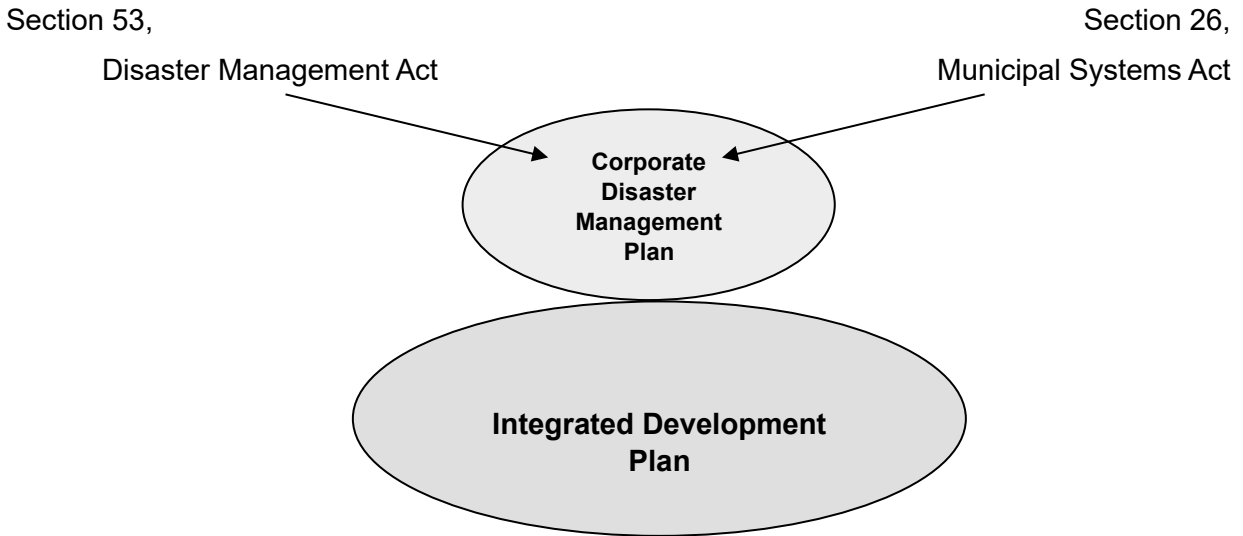 Section 53,
Section 26,
Disaster Management Act
Municipal Systems Act
Corporate
Disaster
Management
Plan
Integrated Development
Plan